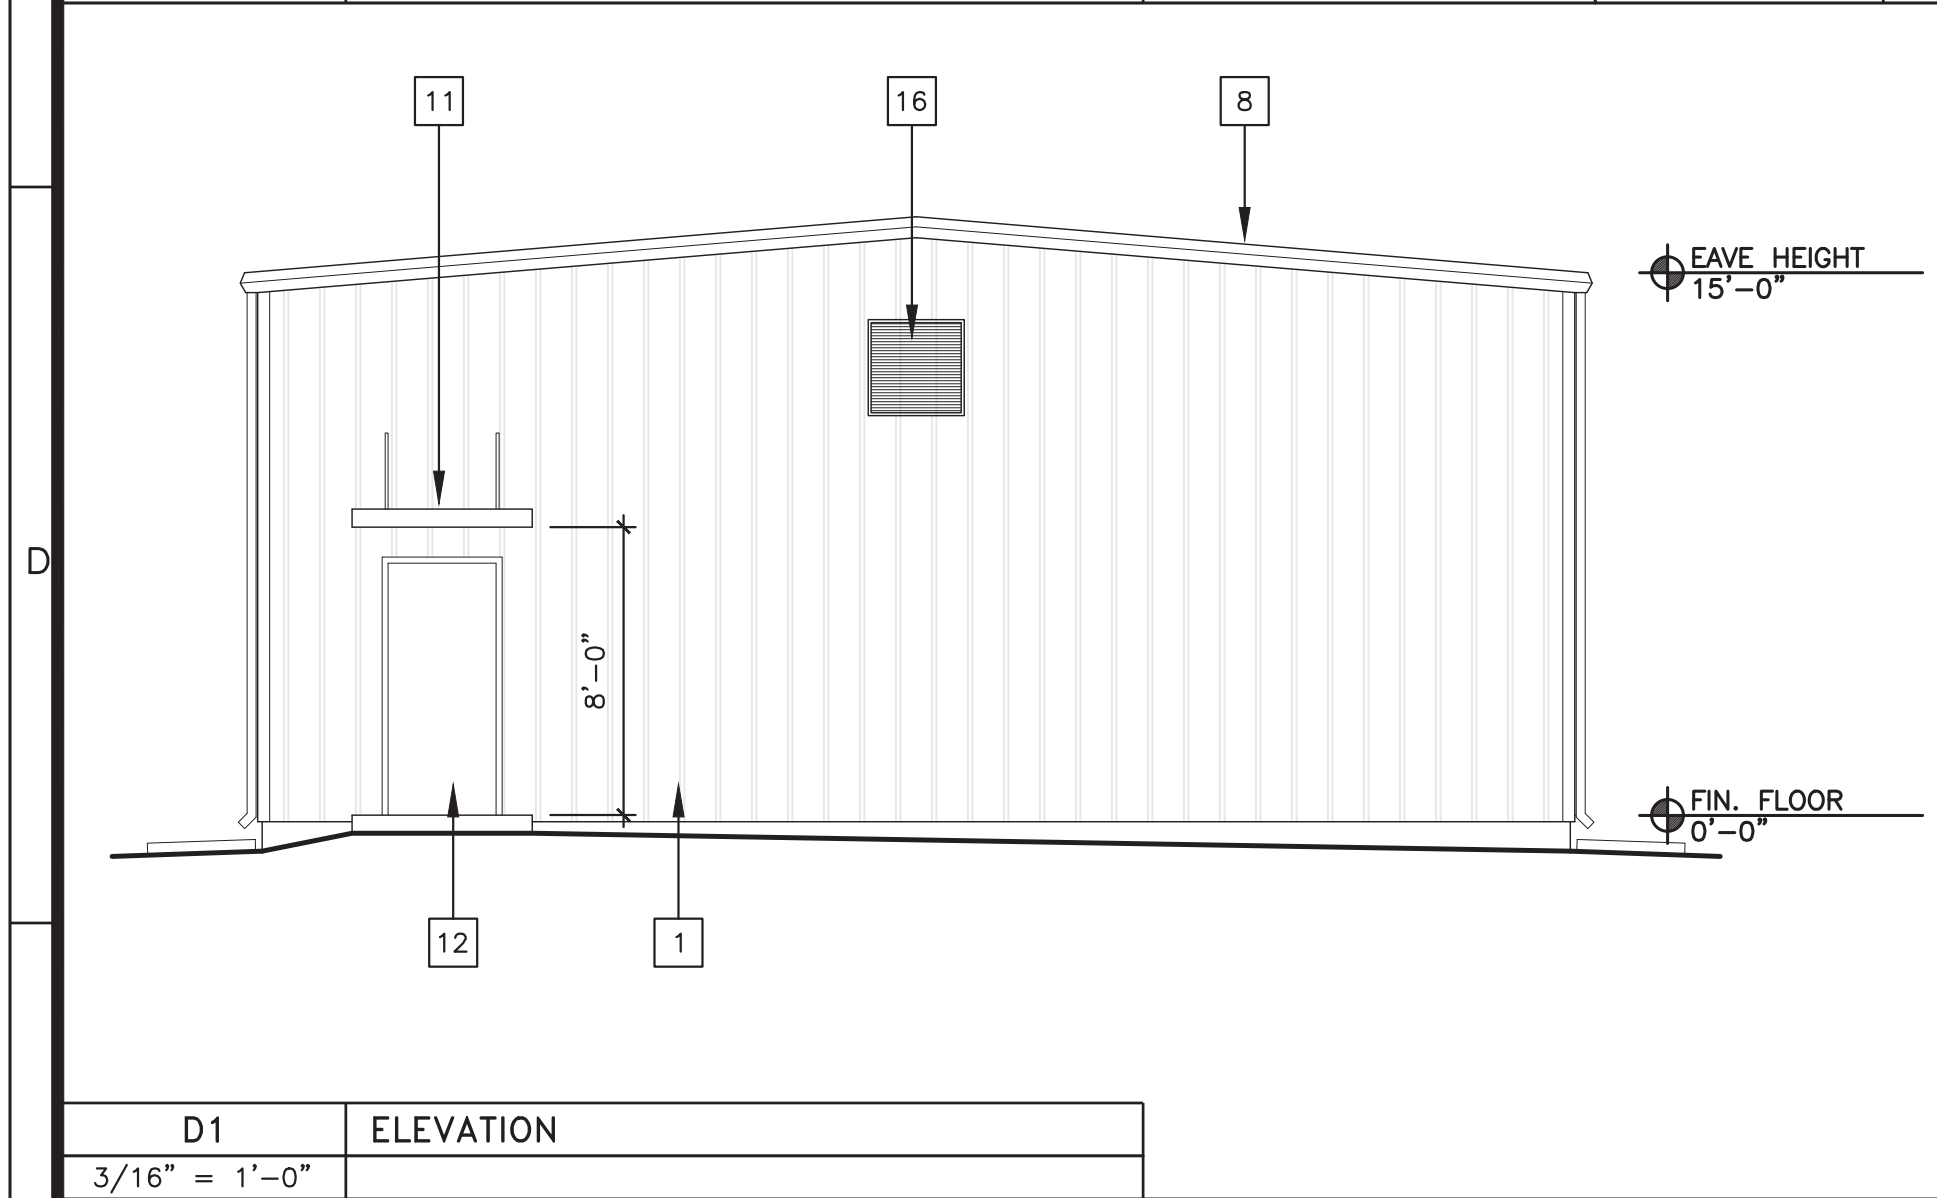 11
16
8
EAVE HEIGHT
15'-0"
D
8'-0"
FIN. FLOOR
0'-0"
12
1
D1
ELEVATION
3/16" = 1'-0"